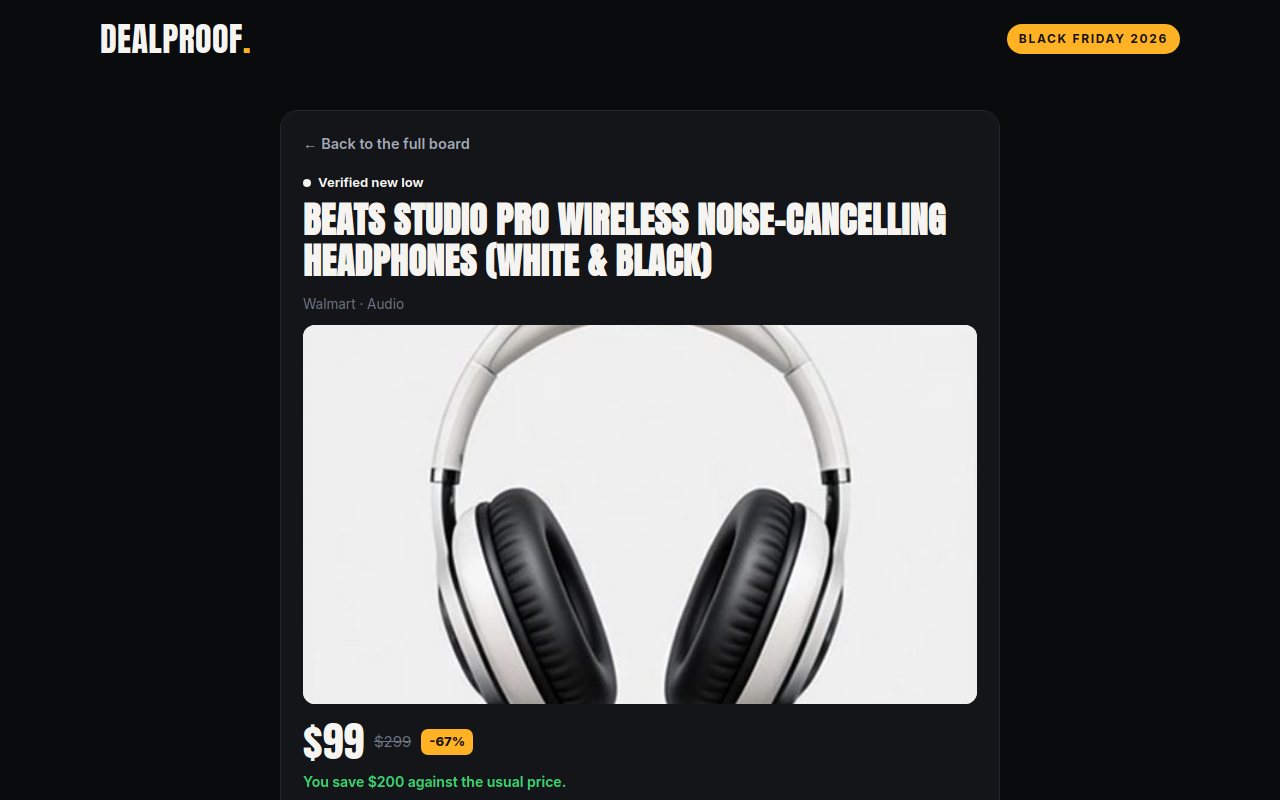 DEALPROOF.
BLACK FRIDAY 2026
← Back to the full board
Verified new low
BEATS STUDIO PRO WIRELESS NOISE-CANCELLING
HEADPHONES (WHITE & BLACK)
Walmart · Audio
$99 $299 -67%
You save $200 against the usual price.